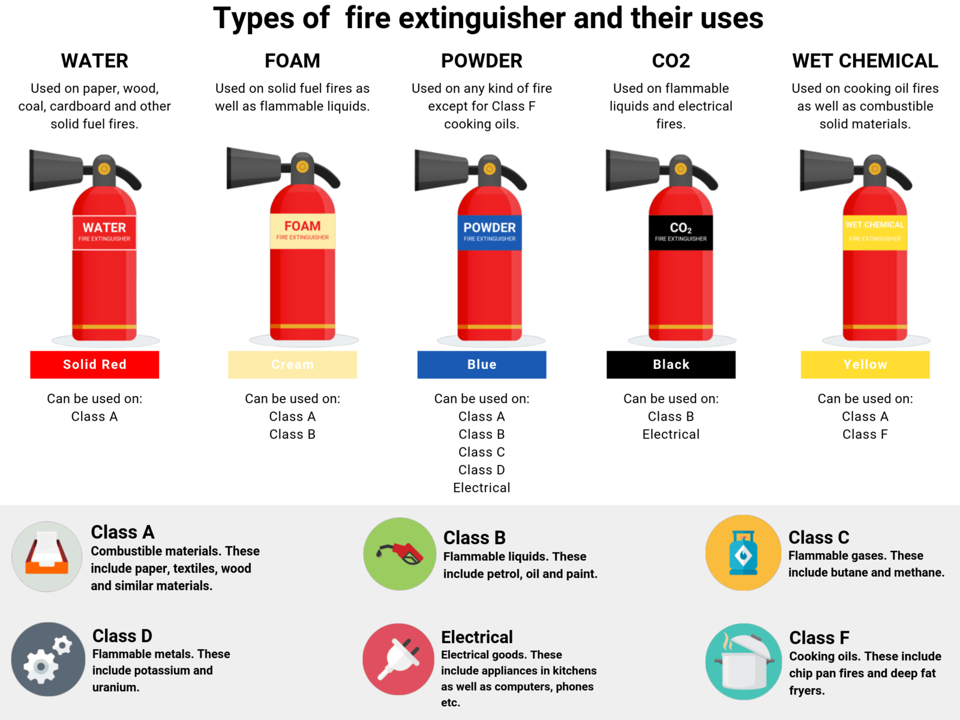 Types of fire extinguisher and their uses
WATER
Used on paper, wood,
coal, cardboard and other
solid fuel fires.
WATER
FIRE EXTINGUISHER
Solid Red
Can be used on:
Class A
FOAM
Used on solid fuel fires as
well as flammable liquids.
FOAM
FIRE EXTINGUISHER
Cream
Can be used on:
Class A
Class B
POWDER
Used on any kind of fire
except for Class F
cooking oils.
POWDER
FIRE EXTINGUISHER
Blue
Can be used on:
Class A
Class B
Class C
Class D
Electrical
CO2
Used on flammable
liquids and electrical
fires.
CO₂
FIRE EXTINGUISHER
Black
Can be used on:
Class B
Electrical
WET CHEMICAL
Used on cooking oil fires
as well as combustible
solid materials.
WET CHEMICAL
FIRE EXTINGUISHER
Yellow
Can be used on:
Class A
Class F
Class A
Combustible materials. These
include paper, textiles, wood
and similar materials.
Class B
Flammable liquids. These
include petrol, oil and paint.
Class C
Flammable gases. These
include butane and methane.
Class D
Flammable metals. These
include potassium and
uranium.
Electrical
Electrical goods. These
include appliances in kitchens
as well as computers, phones
etc.
Class F
Cooking oils. These include
chip pan fires and deep fat
fryers.